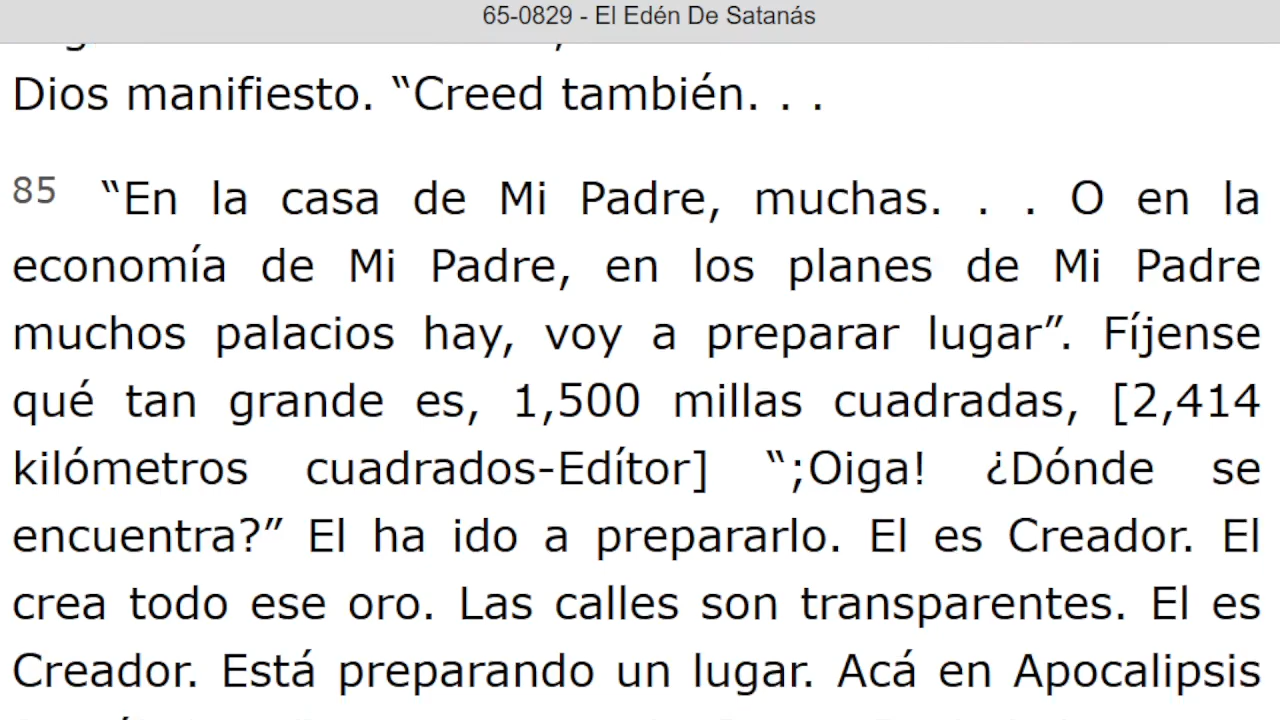 65-0829 - El Edén De Satanás
Dios manifiesto. “Creed también. . .
85 “En la casa de Mi Padre, muchas. . . O en la
economía de Mi Padre, en los planes de Mi Padre
muchos palacios hay, voy a preparar lugar”. Fíjense
qué tan grande es, 1,500 millas cuadradas, [2,414
kilómetros cuadrados-Edítor] “;Oiga! ¿Dónde se
encuentra?” El ha ido a prepararlo. El es Creador. El
crea todo ese oro. Las calles son transparentes. El es
Creador. Está preparando un lugar. Acá en Apocalipsis